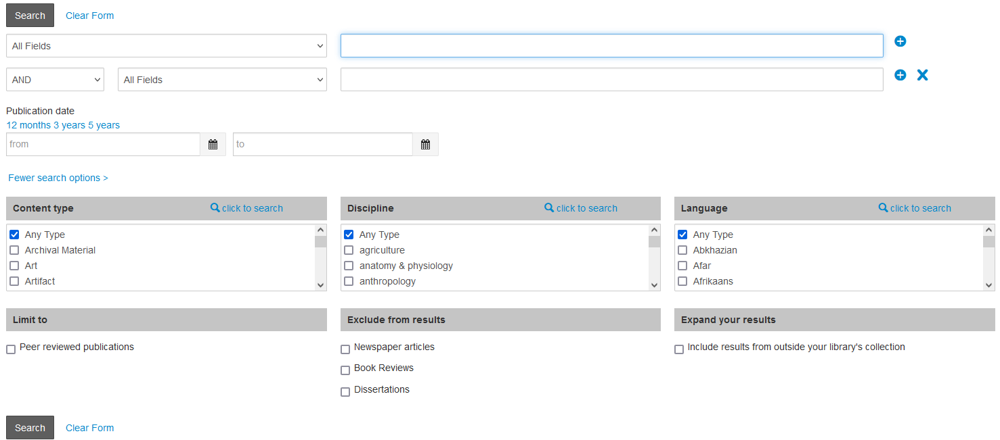 Search Clear Form
All Fields
AND All Fields
Publication date
12 months 3 years 5 years
from to
Fewer search options >
Content type click to search Discipline click to search Language click to search
Any Type Any Type Any Type
Archival Material agriculture Abkhazian
Art anatomy & physiology Afar
Artifact anthropology Afrikaans
Limit to Exclude from results Expand your results
Peer reviewed publications Newspaper articles Include results from outside your library's collection
Book Reviews
Dissertations
Search Clear Form